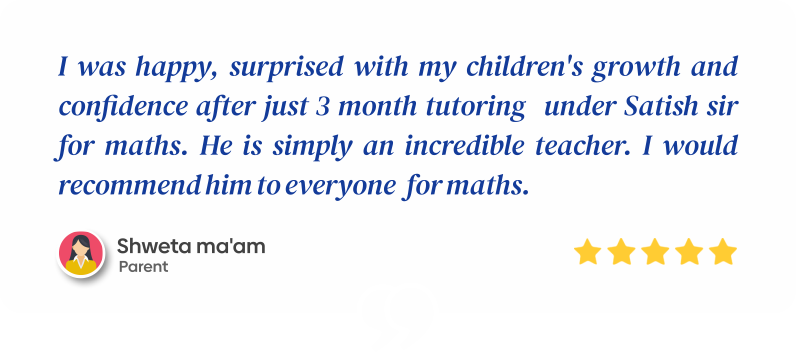 I was happy, surprised with my children's growth and
confidence after just 3 month tutoring under Satish sir
for maths. He is simply an incredible teacher. I would
recommend him to everyone for maths.
Shweta ma'am
Parent